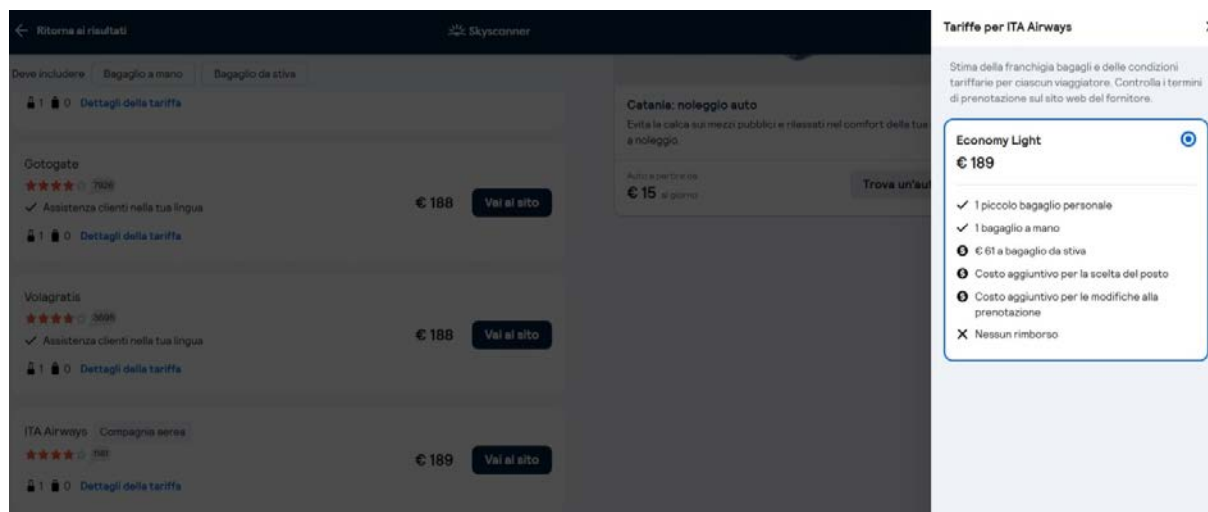 Ritorna ai risultati
Skyscanner
Deve includere Bagaglio a mano Bagaglio da stiva
1 0 Dettagli della tariffa
Gotogate
7926
Assistenza clienti nella tua lingua
1 0 Dettagli della tariffa
€ 188 Vai al sito
Volagratis
3695
Assistenza clienti nella tua lingua
1 0 Dettagli della tariffa
€ 188 Vai al sito
ITA Airways Compagnia aerea
1 0 Dettagli della tariffa
€ 189 Vai al sito
Catania: noleggio auto
Evita la calca sui mezzi pubblici e rilassati nel comfort della tua
a noleggio.
Auto a partire da
€ 15 al giorno
Trova un'aut
Tariffe per ITA Airways
Stima della franchigia bagagli e delle condizioni
tariffarie per ciascun viaggiatore. Controlla i termini
di prenotazione sul sito web del fornitore.
Economy Light
€ 189
1 piccolo bagaglio personale
1 bagaglio a mano
€ 61 a bagaglio da stiva
Costo aggiuntivo per la scelta del posto
Costo aggiuntivo per le modifiche alla
prenotazione
Nessun rimborso